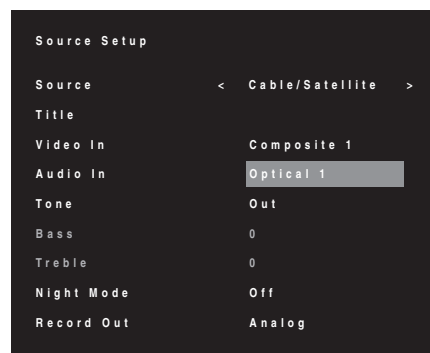 Source Setup
Source < Cable/Satellite >
Title
Video In Composite 1
Audio In Optical 1
Tone Out
Bass 0
Treble 0
Night Mode Off
Record Out Analog